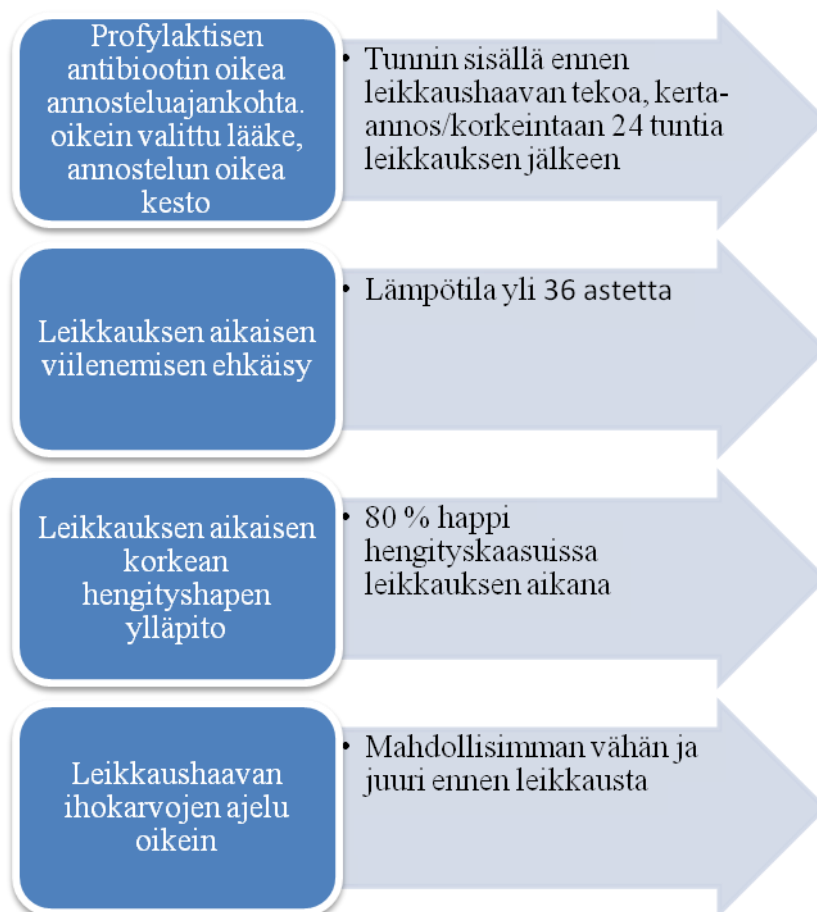 Profylaktisen
antibiootin oikea
annosteluajankohta.
oikein valittu lääke,
annostelun oikea
kesto
• Tunnin sisällä ennen
leikkaushaavan tekoa, kerta-
annos/korkeintaan 24 tuntia
leikkauksen jälkeen
Leikkauksen aikaisen
viilenemisen ehkäisy
• Lämpötila yli 36 astetta
Leikkauksen aikaisen
korkean
hengityshapen
ylläpito
• 80 % happi
hengityskaasuissa
leikkauksen aikana
Leikkaushaavan
ihokarvojen ajelu
oikein
• Mahdollisimman vähän ja
juuri ennen leikkausta